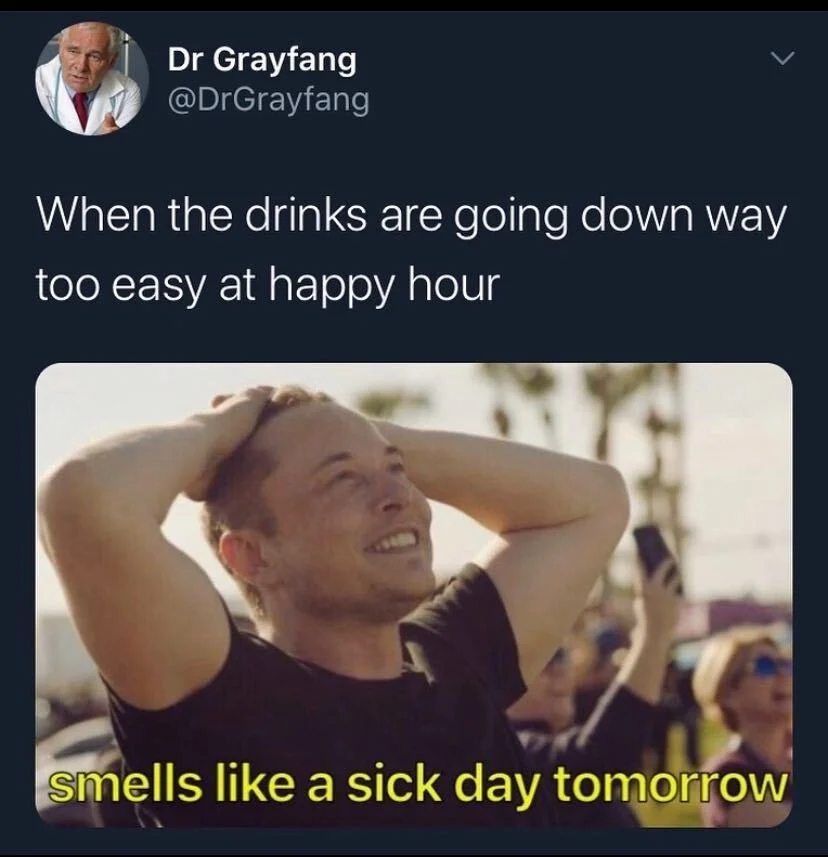 Dr Grayfang
@DrGrayfang
When the drinks are going down way
too easy at happy hour
smells like a sick day tomorrow